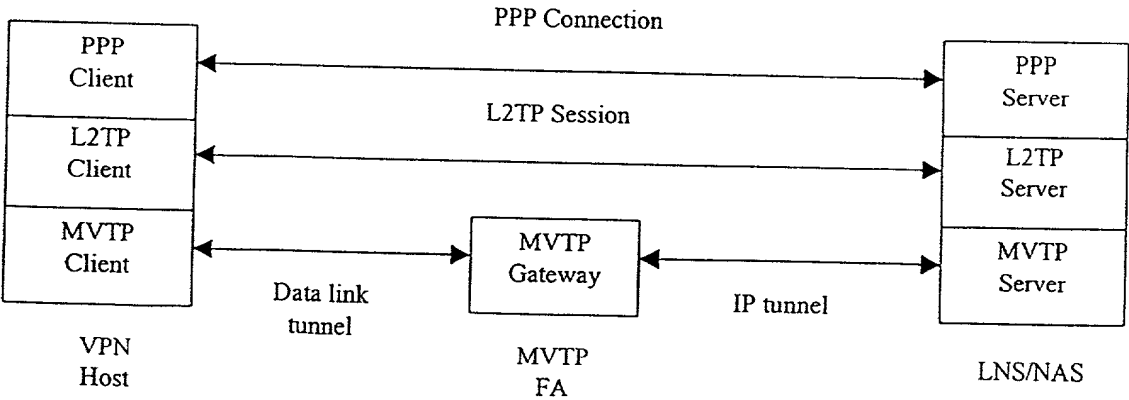 PPP Connection
PPP
Client
PPP
Server
L2TP Session
L2TP
Client
L2TP
Server
MVTP
Client
MVTP
Gateway
MVTP
Server
Data link
tunnel
IP tunnel
VPN
Host
MVTP
FA
LNS/NAS